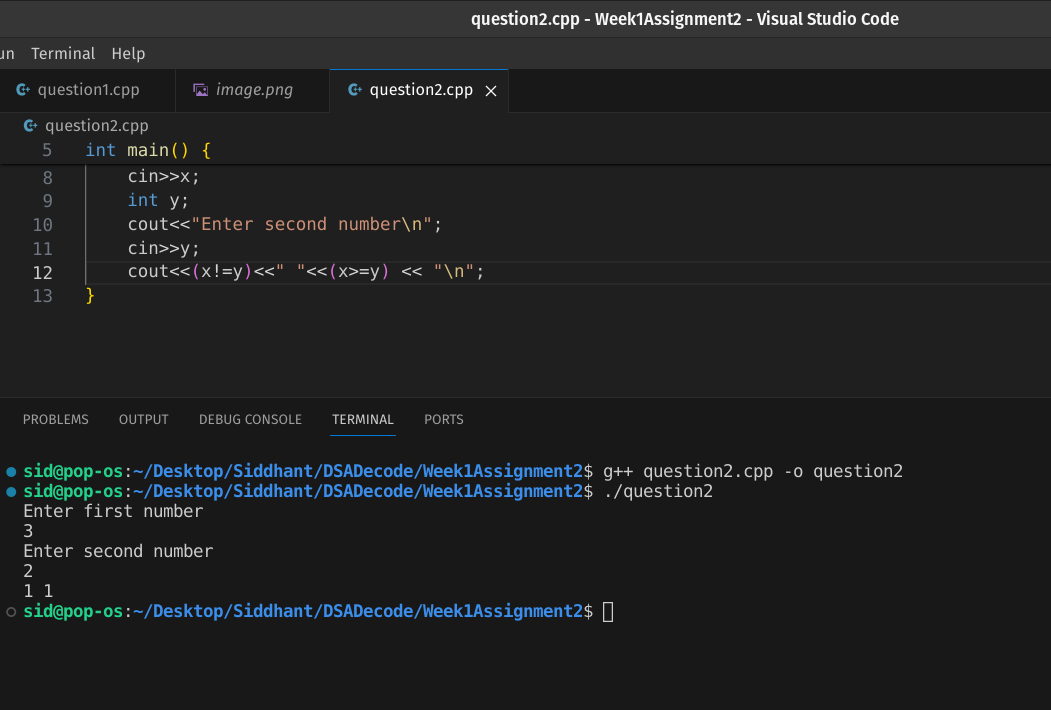 question2.cpp - Week1Assignment2 - Visual Studio Code
un Terminal Help
question1.cpp image.png question2.cpp
question2.cpp
5 int main() {
8 cin>>x;
9 int y;
10 cout<<"Enter second number\n";
11 cin>>y;
12 cout<<(x!=y)<<" "<<(x>=y) << "\n";
13 }
PROBLEMS OUTPUT DEBUG CONSOLE TERMINAL PORTS
sid@pop-os:~/Desktop/Siddhant/DSADecode/Week1Assignment2$ g++ question2.cpp -o question2
sid@pop-os:~/Desktop/Siddhant/DSADecode/Week1Assignment2$ ./question2
Enter first number
3
Enter second number
2
1 1
sid@pop-os:~/Desktop/Siddhant/DSADecode/Week1Assignment2$